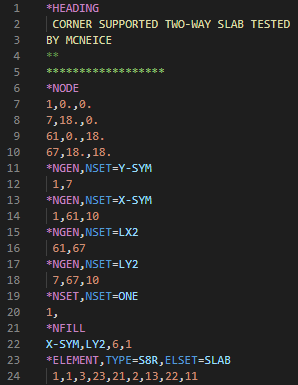 1 *HEADING
2 CORNER SUPPORTED TWO-WAY SLAB TESTED
3 BY MCNEICE
4 **
5 ******************
6 *NODE
7 1,0.,0.
8 7,18.,0.
9 61,0.,18.
10 67,18.,18.
11 *NGEN,NSET=Y-SYM
12 1,7
13 *NGEN,NSET=X-SYM
14 1,61,10
15 *NGEN,NSET=LX2
16 61,67
17 *NGEN,NSET=LY2
18 7,67,10
19 *NSET,NSET=ONE
20 1,
21 *NFILL
22 X-SYM,LY2,6,1
23 *ELEMENT,TYPE=S8R,ELSET=SLAB
24 1,1,3,23,21,2,13,22,11